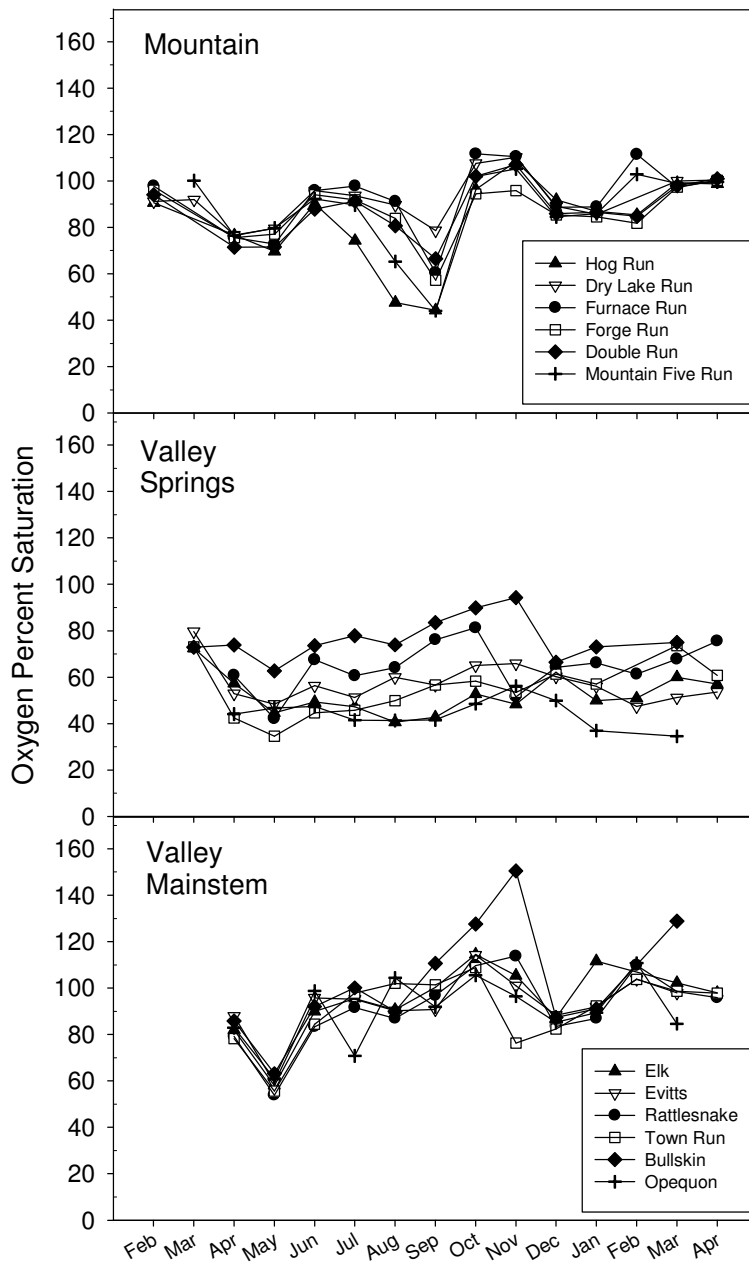 Oxygen Percent Saturation
160
140
120
100
80
60
40
20
0
Mountain
Hog Run
Dry Lake Run
Furnace Run
Forge Run
Double Run
Mountain Five Run
160
140
120
100
80
60
40
20
0
Valley
Springs
160
140
120
100
80
60
40
20
0
Valley
Mainstem
Elk
Evitts
Rattlesnake
Town Run
Bullskin
Opequon
Feb Mar Apr May Jun Jul Aug Sep Oct Nov Dec Jan Feb Mar Apr